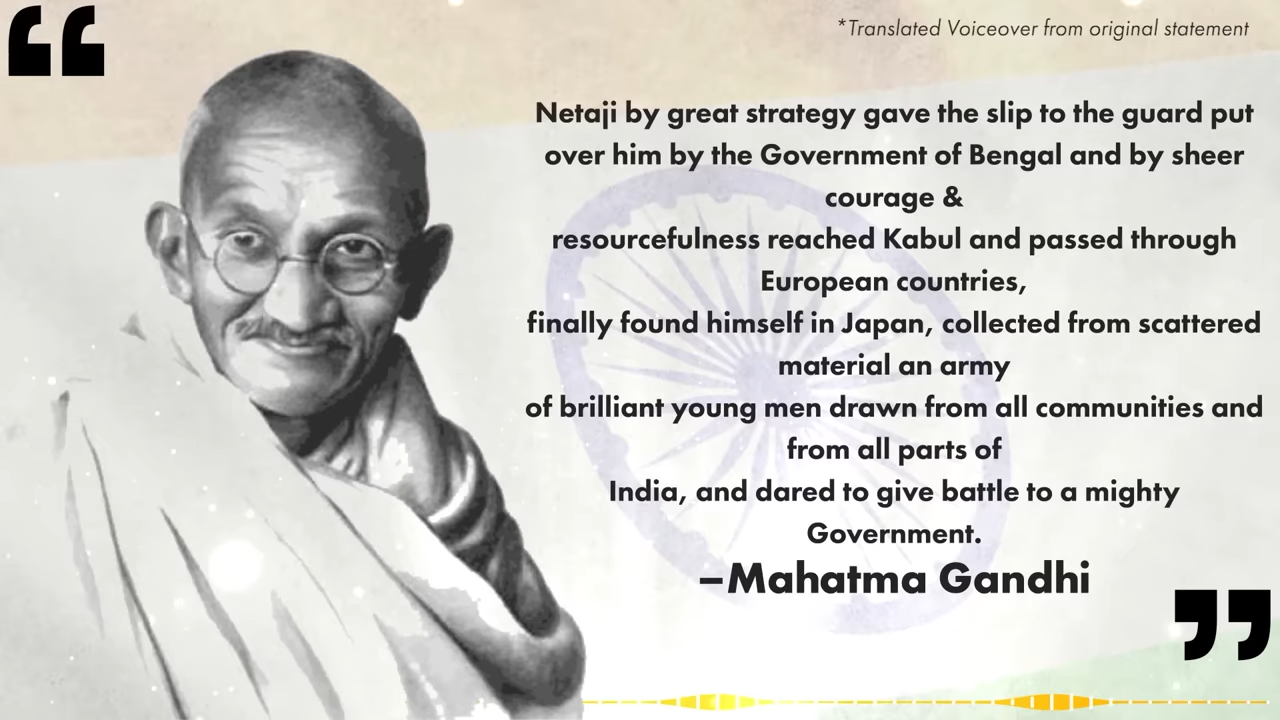 *Translated Voiceover from original statement
“
Netaji by great strategy gave the slip to the guard put
over him by the Government of Bengal and by sheer
courage &
resourcefulness reached Kabul and passed through
European countries,
finally found himself in Japan, collected from scattered
material an army
of brilliant young men drawn from all communities and
from all parts of
India, and dared to give battle to a mighty
Government.
–Mahatma Gandhi
”